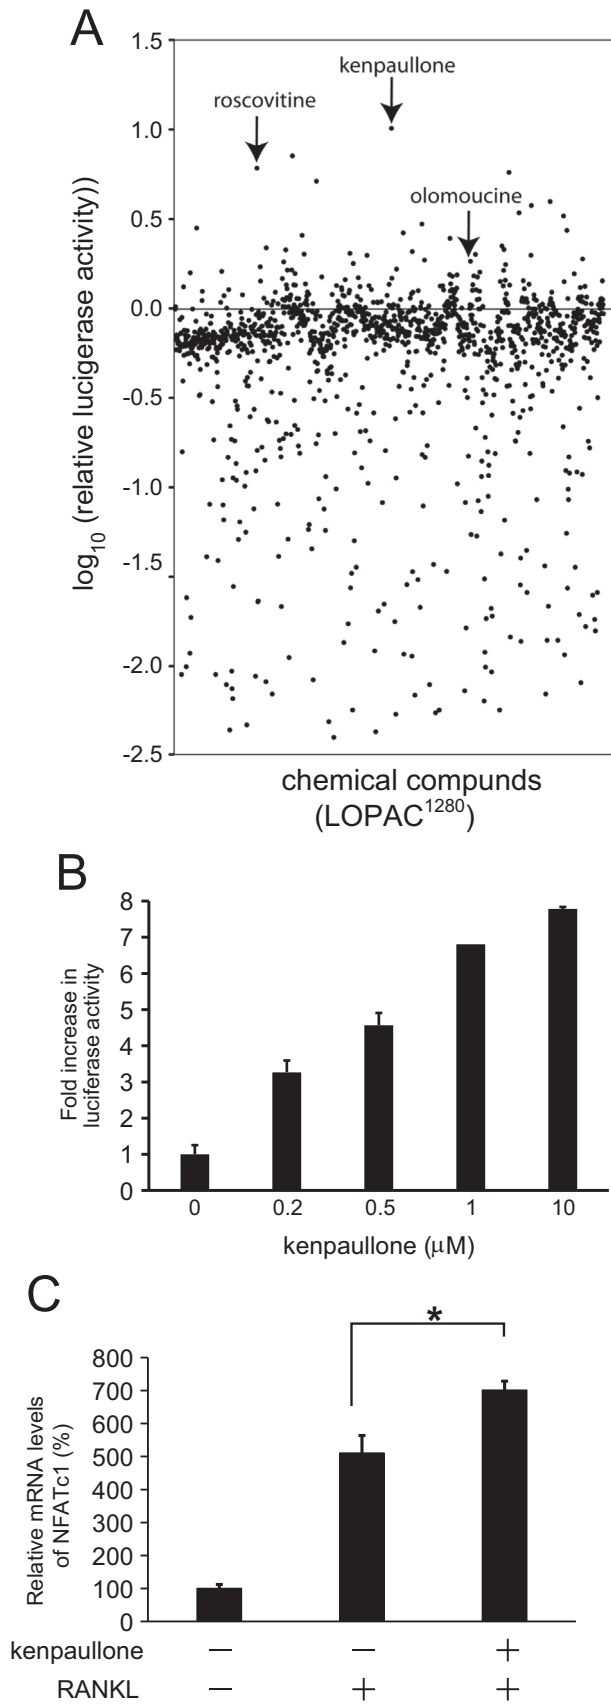 A
1.5
kenpaullone
roscovitine
1.0
olomoucine
0.5
0.0
-0.5
-1.0
-1.5
-2.0
-2.5
log10 (relative lucigerase activity))
chemical compunds
(LOPAC1280)
B
8
7
6
5
4
3
2
1
0
Fold increase in
luciferase activity
0 0.2 0.5 1 10
kenpaullone (μM)
C
*
800
700
600
500
400
300
200
100
0
Relative mRNA levels
of NFATc1 (%)
kenpaullone — — +
RANKL — + +